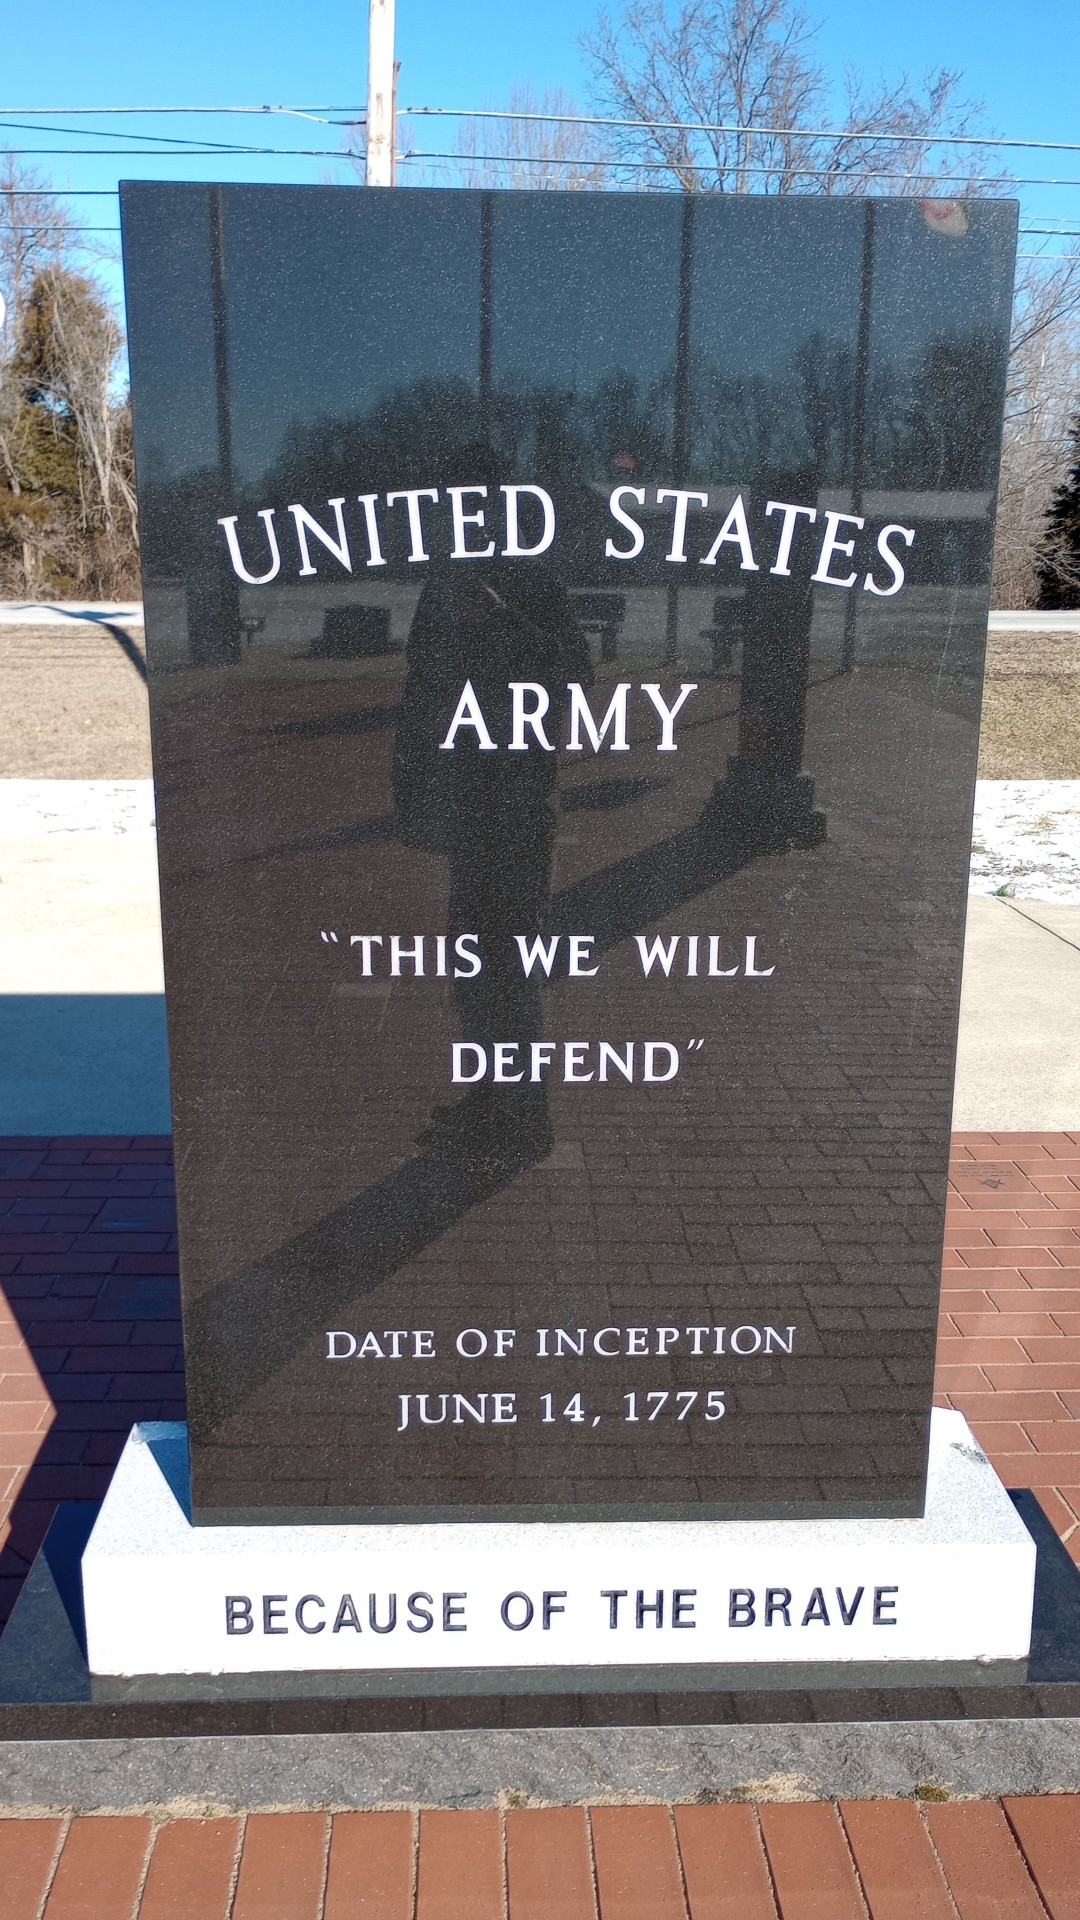 UNITED STATES
ARMY
"THIS WE WILL
DEFEND"
DATE OF INCEPTION
JUNE 14, 1775
BECAUSE OF THE BRAVE